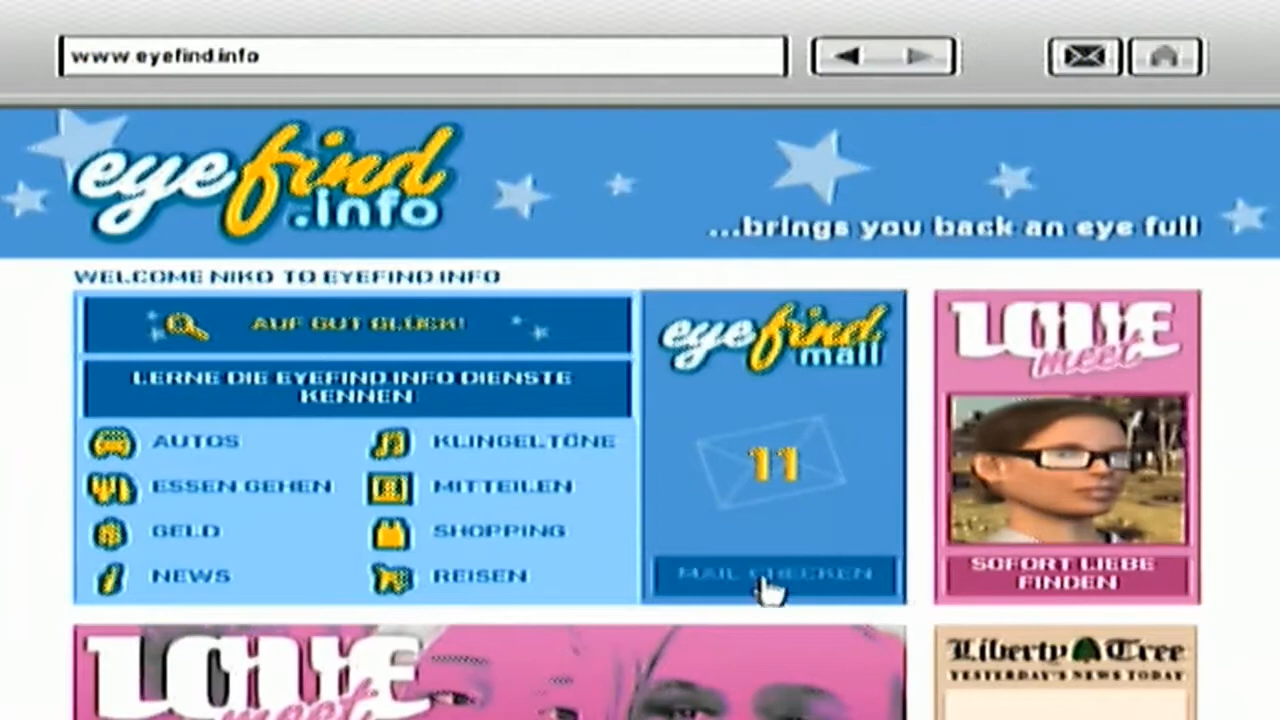 www.eyefind.info
eyefind
.info
...brings you back an eye full
WELCOME NIKO TO EYEFIND.INFO
AUF GUT GLÜCK!
LERNE DIE EYEFIND.INFO DIENSTE
KENNEN
AUTOS
KLINGELTÖNE
ESSEN GEHEN
MITTEILEN
GELD
SHOPPING
NEWS
REISEN
eyefind
mail
11
MAIL CHECKEN
LOVE
meet
SOFORT LIEBE
FINDEN
LOVE
meet
Liberty Tree
YESTERDAY'S NEWS TODAY